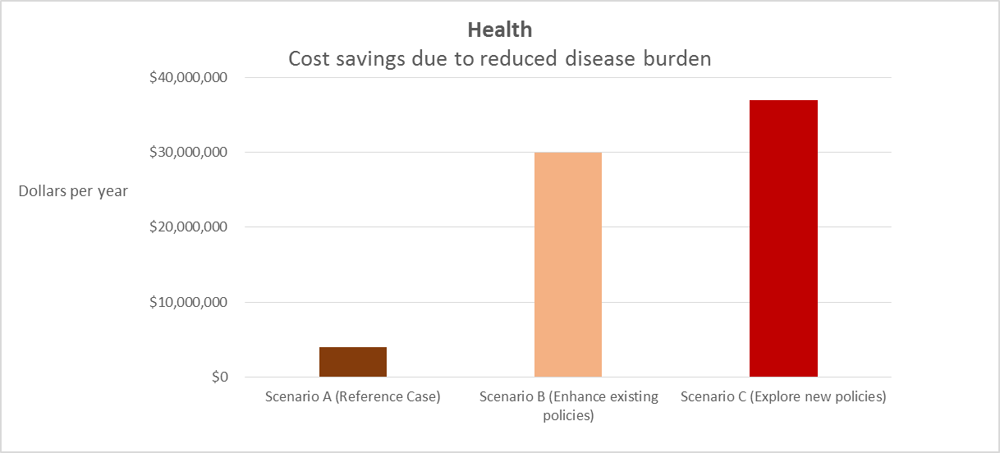 Health
Cost savings due to reduced disease burden
$40,000,000
$30,000,000
Dollars per year
$20,000,000
$10,000,000
$0
Scenario A (Reference Case)
Scenario B (Enhance existing
policies)
Scenario C (Explore new policies)